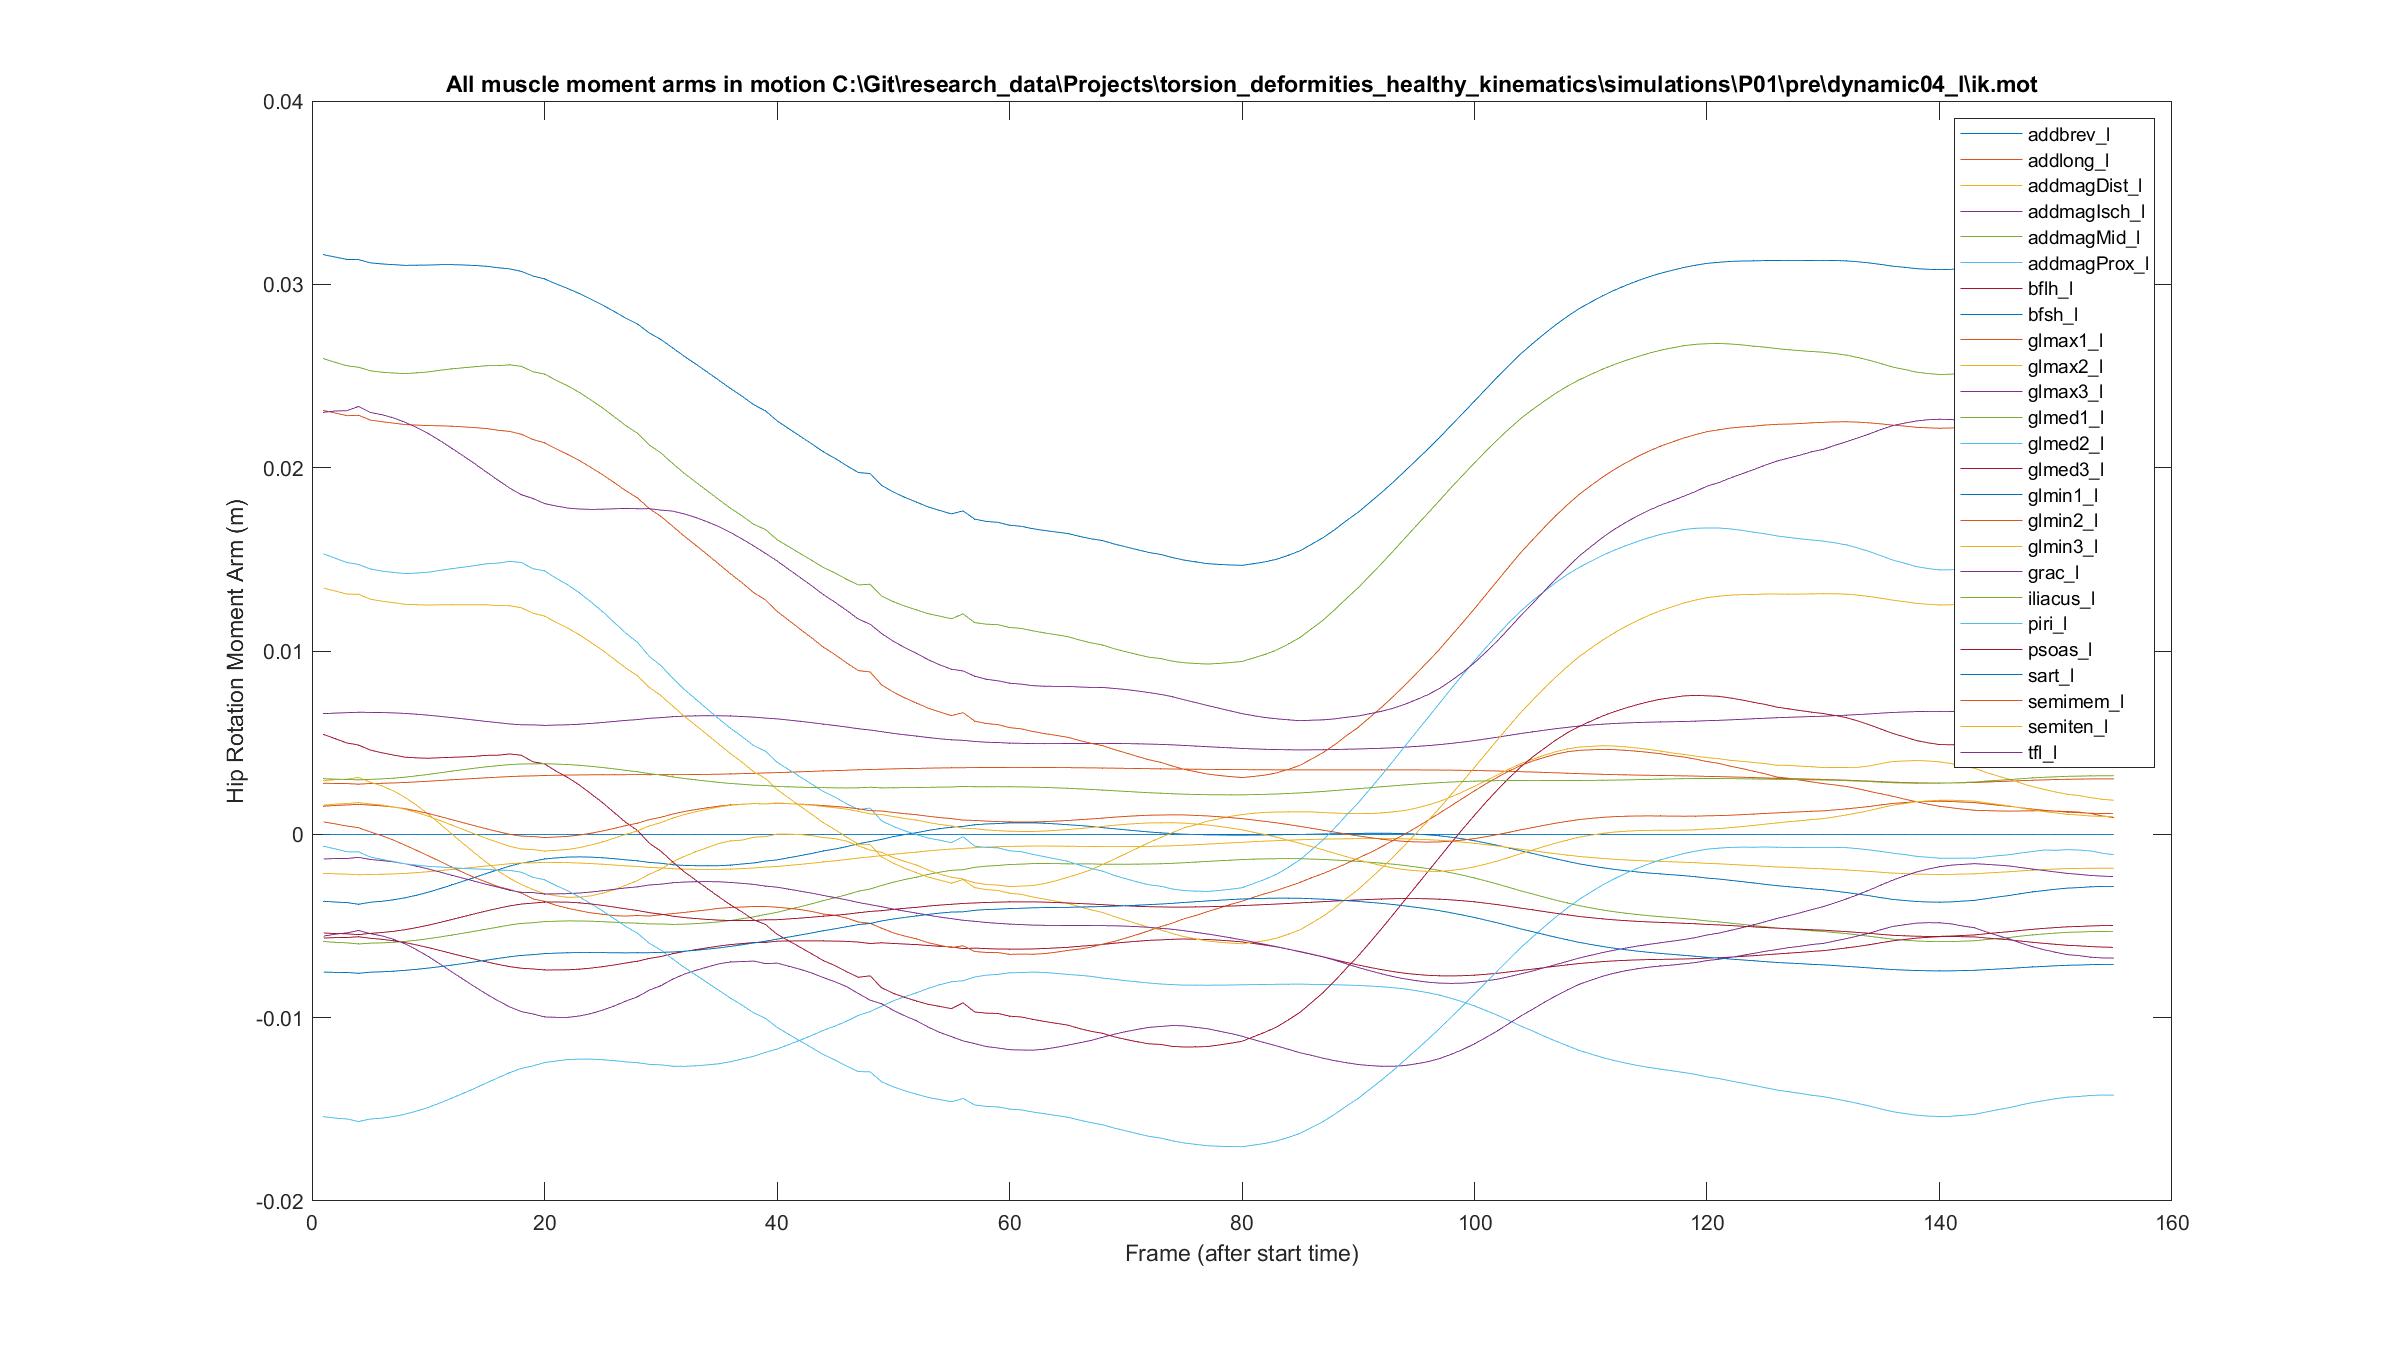 All muscle moment arms in motion C:\Git\research_data\Projects\torsion_deformities_healthy_kinematics\simulations\P01\pre\dynamic04_l\ik.mot
0.04
0.03
0.02
0.01
0
-0.01
-0.02
Hip Rotation Moment Arm (m)
addbrev_l
addlong_l
addmagDist_l
addmagIsch_l
addmagMid_l
addmagProx_l
bflh_l
bfsh_l
glmax1_l
glmax2_l
glmax3_l
glmed1_l
glmed2_l
glmed3_l
glmin1_l
glmin2_l
glmin3_l
grac_l
iliacus_l
piri_l
psoas_l
sart_l
semimem_l
semiten_l
tfl_l
0 20 40 60 80 100 120 140 160
Frame (after start time)